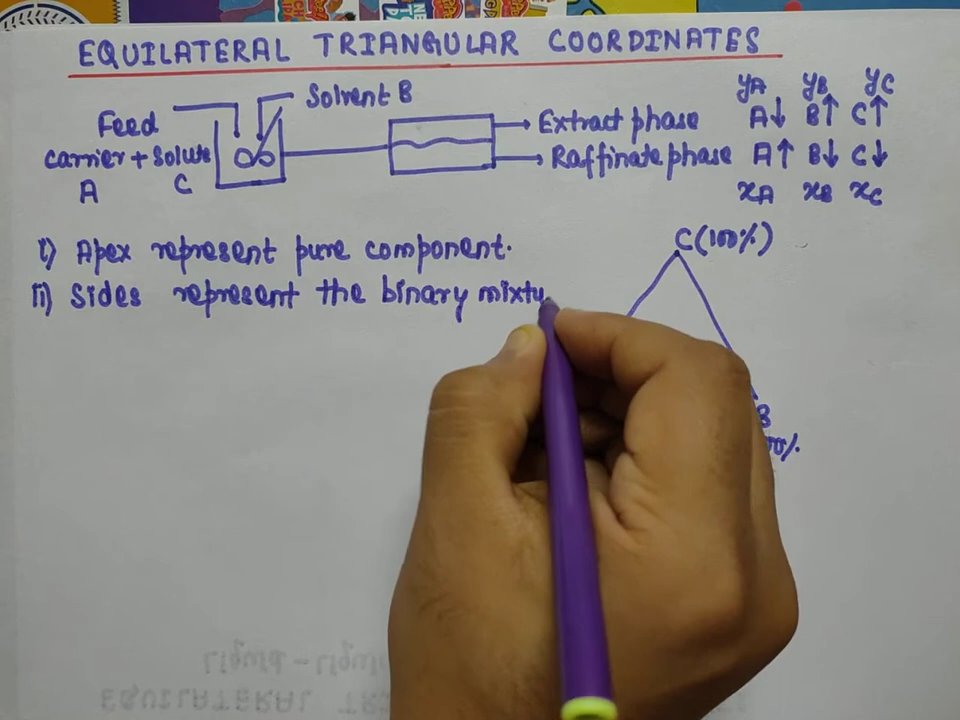 EQUILATERAL TRIANGULAR COORDINATES
Solvent B
Feed
carrier + solute
A C
Extract phase
Raffinate phase
yA yB yC
A↓ B↑ C↑
A↑ B↓ C↓
xA xB xC
i) Apex represent pure component.
ii) Sides represent the binary mixtu
C (100%)
B